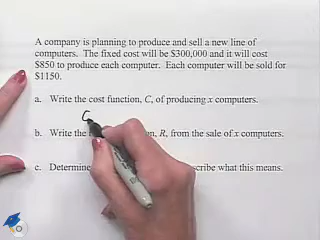 A company is planning to produce and sell a new line of
computers. The fixed cost will be $300,000 and it will cost
$850 to produce each computer. Each computer will be sold for
$1150.
a. Write the cost function, C, of producing x computers.
C
b. Write the on, R, from the sale of x computers.
c. Determine cribe what this means.